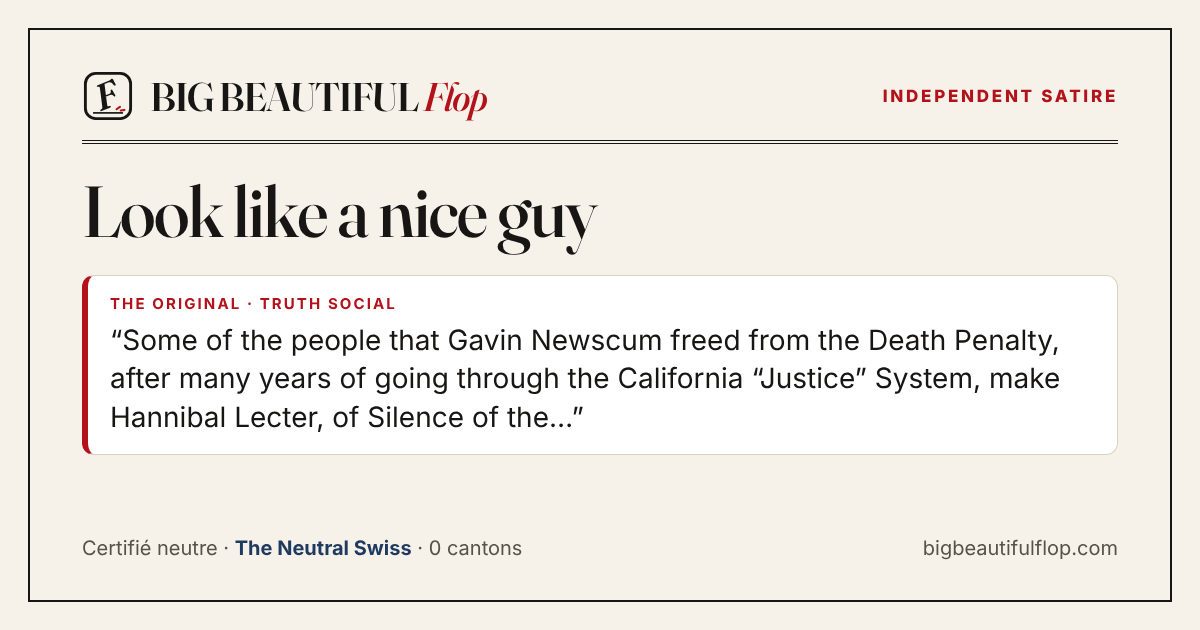 F
BIG BEAUTIFUL Flop
INDEPENDENT SATIRE
Look like a nice guy
THE ORIGINAL · TRUTH SOCIAL
“Some of the people that Gavin Newscum freed from the Death Penalty,
after many years of going through the California “Justice” System, make
Hannibal Lecter, of Silence of the…”
Certifié neutre · The Neutral Swiss · 0 cantons
bigbeautifulflop.com